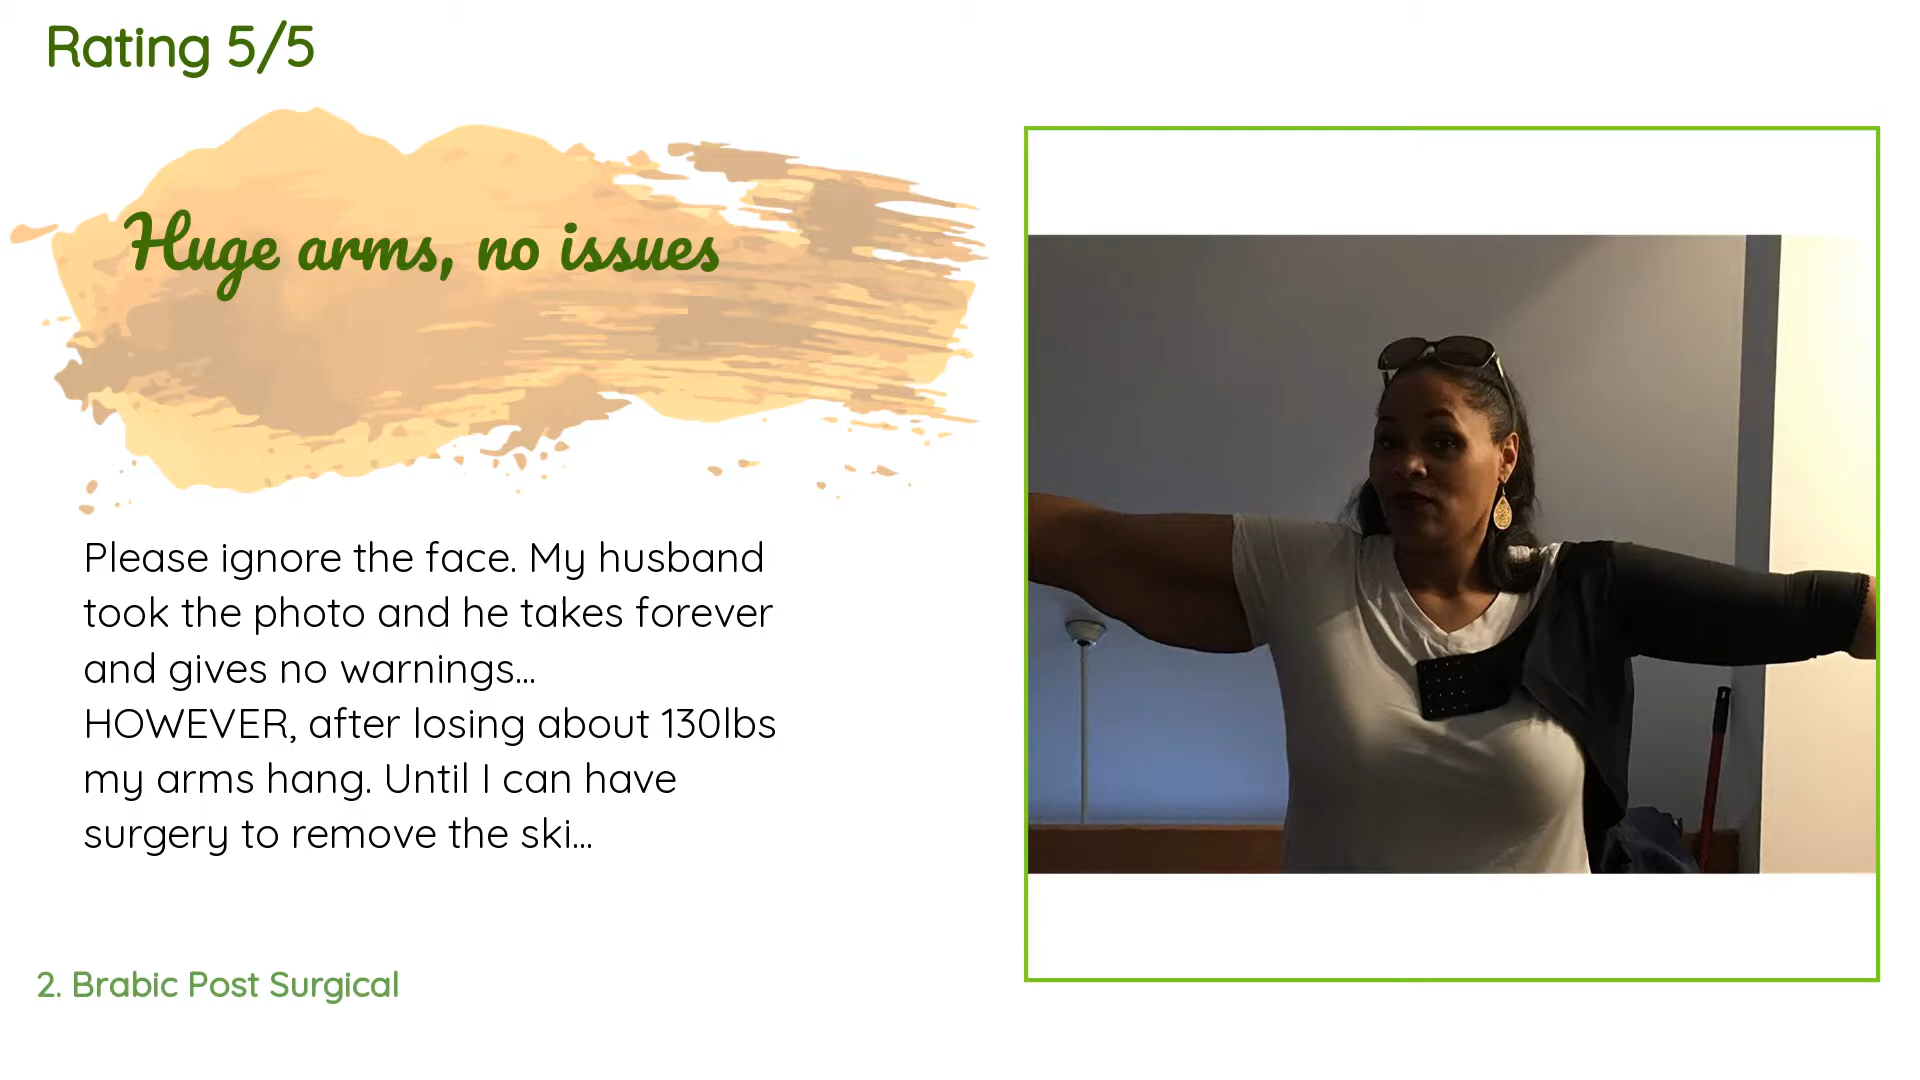 Rating 5/5
Huge arms, no issues
Please ignore the face. My husband
took the photo and he takes forever
and gives no warnings...
HOWEVER, after losing about 130lbs
my arms hang. Until I can have
surgery to remove the ski...
2. Brabic Post Surgical